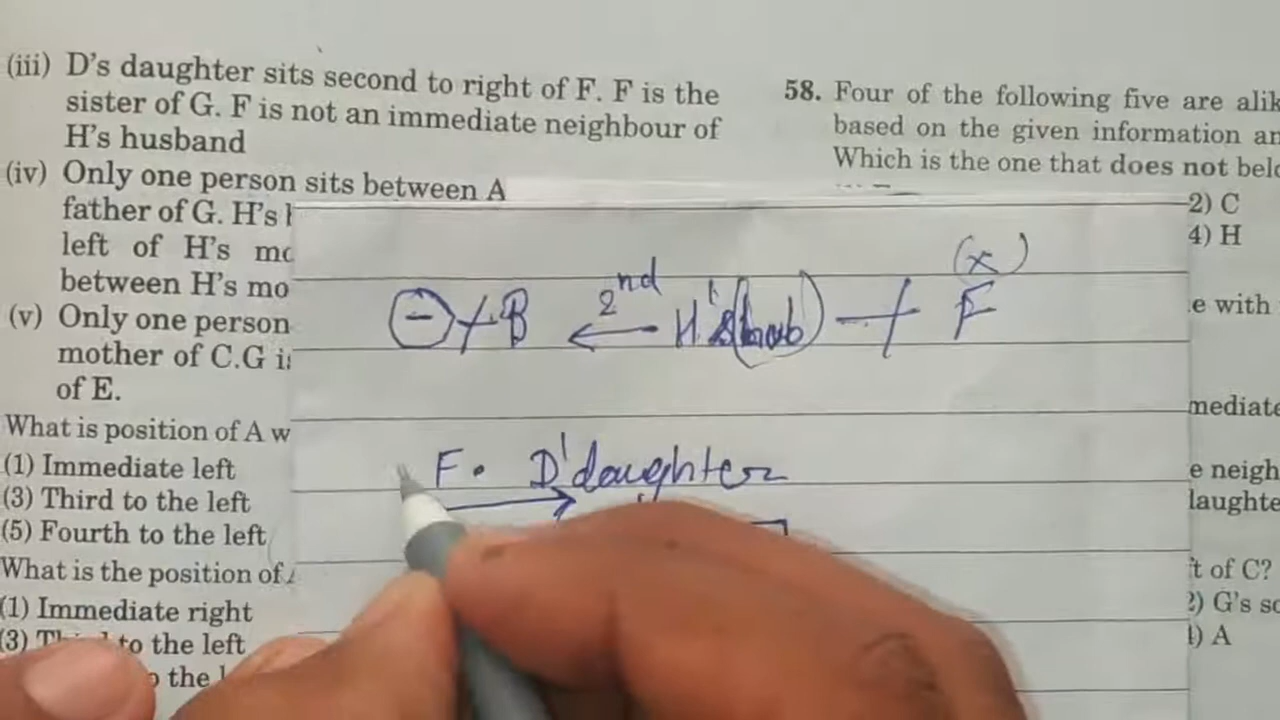 (iii) D's daughter sits second to right of F. F is the
sister of G. F is not an immediate neighbour of
H's husband
(iv) Only one person sits between A
father of G. H's
left of H's
between H's mo
(v) Only one person
mother of C.G
of E.
What is position of A w
(1) Immediate left
(3) Third to the left
(5) Fourth to the left
What is the position of
(1) Immediate right
to the left
the
58. Four of the following five are alik
based on the given information an
Which is the one that does not belo
2) C
4) H
e with
mediate
e neigh
laughte
t of C?
2) G's so
A
(x)
B 2nd H's F
F. D'daughter